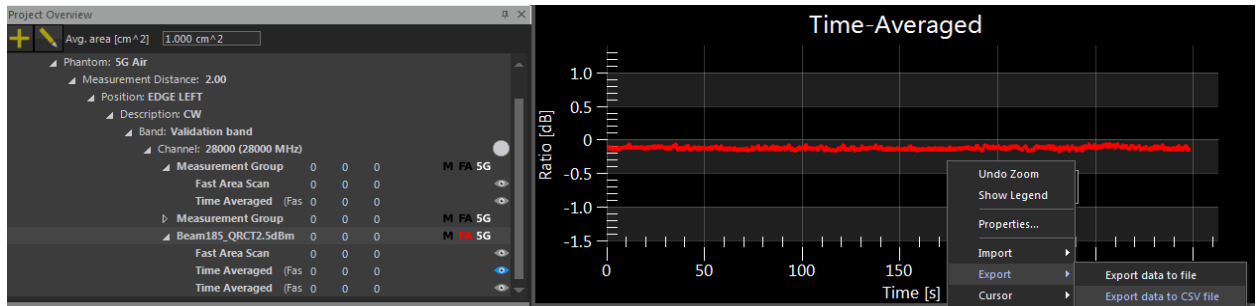 Project Overview
Avg. area [cm^2] 1.000 cm^2
Phantom: 5G Air
Measurement Distance: 2.00
Position: EDGE LEFT
Description: CW
Band: Validation band
Channel: 28000 (28000 MHz)
Measurement Group 0 0 0 M FA 5G
Fast Area Scan 0 0 0
Time Averaged (Fas 0 0 0
Measurement Group 0 0 0 M FA 5G
Beam185_QRCT2.5dBm 0 0 0 M FA 5G
Fast Area Scan 0 0 0
Time Averaged (Fas 0 0 0
Time Averaged (Fas 0 0 0
Time-Averaged
Ratio [dB]
1.0
0.5
0
-0.5
-1.0
-1.5
0 50 100 150
Time [s]
Undo Zoom
Show Legend
Properties...
Import
Export
Cursor
Export data to file
Export data to CSV file